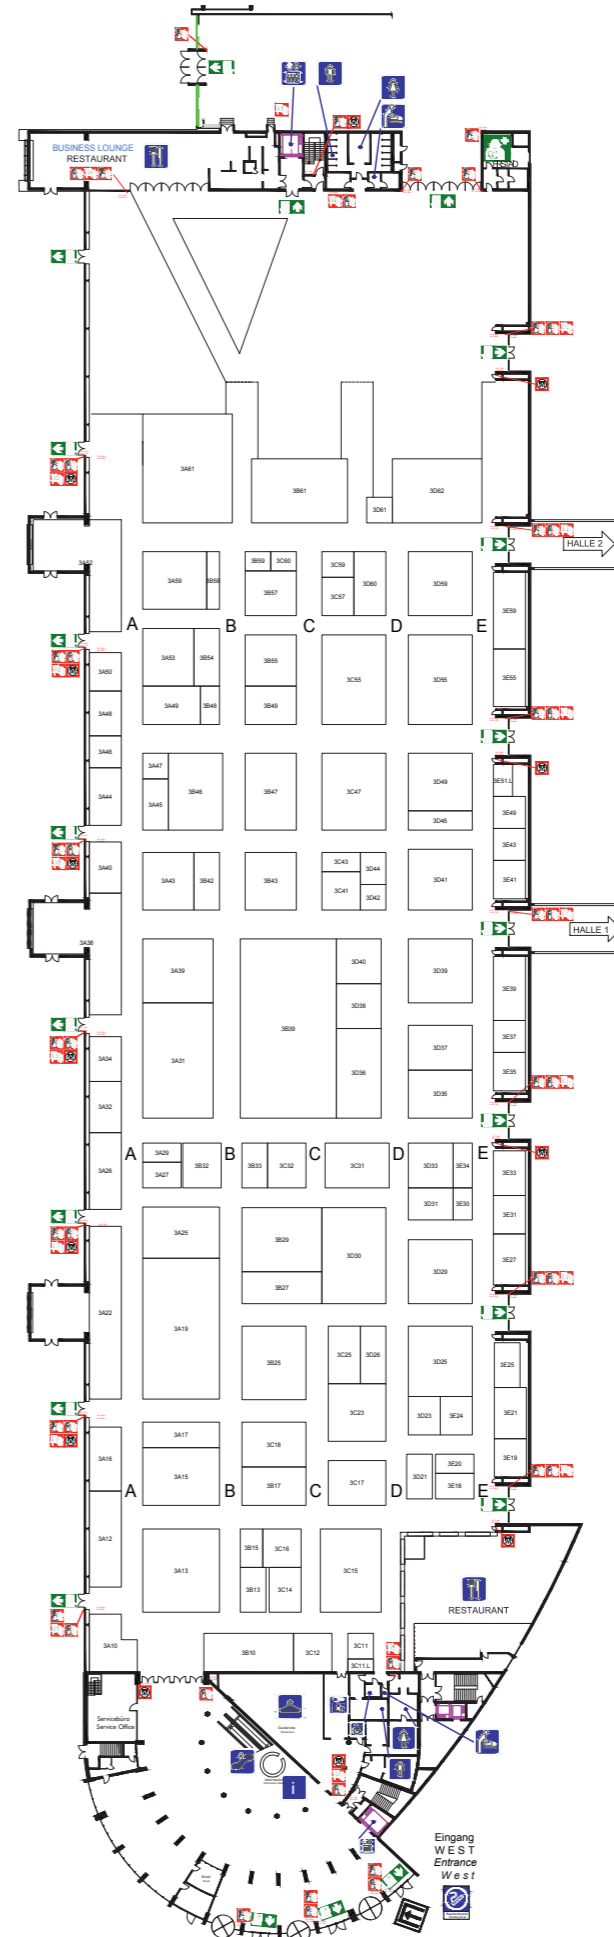 BUSINESS LOUNGE
RESTAURANT
HALLE 2
HALLE 1
3A61
3B61
3D61
3D62
3A52
3A59
3B58
3B59
3C60
3B57
3C59
3C57
3D60
3D59
3E59
A
B
C
D
E
3A50
3A53
3B54
3B55
3C55
3D55
3E55
3A48
3A49
3B48
3B49
3A46
3A47
3A44
3A45
3B46
3B47
3C47
3D49
3D45
3E51.L
3E49
3E43
3E41
3A40
3A43
3B42
3B43
3C43
3C41
3D44
3D42
3D41
3A38
3A39
3A31
3B39
3D40
3D38
3D36
3D39
3D37
3D35
3E39
3E37
3E35
3A34
3A32
3A26
A
B
C
D
E
3A29
3A27
3B32
3B33
3C32
3C31
3D33
3E34
3D31
3E30
3E33
3E31
3E27
3A25
3B29
3B27
3D30
3D29
3A22
3A19
3B25
3C25
3D26
3C23
3D25
3D23
3E24
3E25
3E21
3E19
3A16
3A17
3A15
3C18
3B17
3C17
3D21
3E20
3E18
A
B
C
D
E
3A12
3A13
3B15
3C16
3B13
3C14
3C15
3A10
3B10
3C12
3C11
3C11.L
RESTAURANT
Servicebüro
Service Office
Garderobe
i
Eingang
WEST
Entrance
West